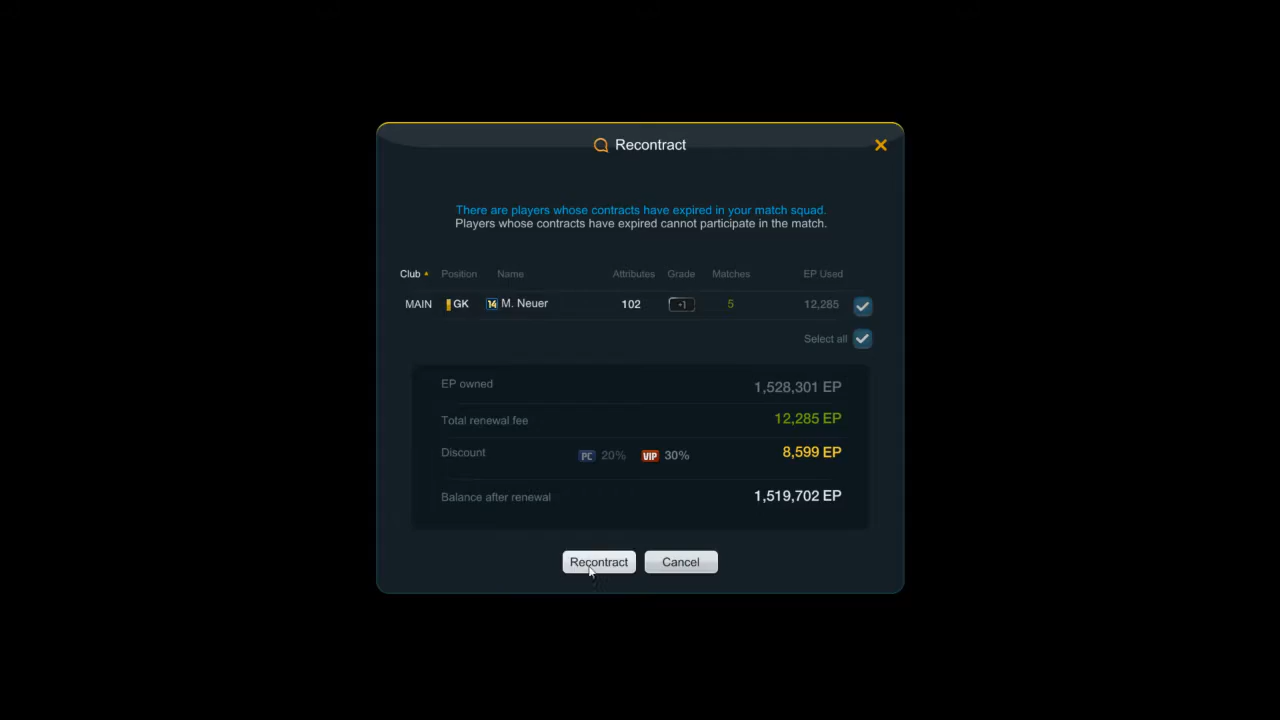 Recontract
There are players whose contracts have expired in your match squad.
Players whose contracts have expired cannot participate in the match.
Club Position Name Attributes Grade Matches EP Used
MAIN GK 14 M. Neuer 102 +1 5 12,285
Select all
EP owned 1,528,301 EP
Total renewal fee 12,285 EP
Discount PC 20% VIP 30% 8,599 EP
Balance after renewal 1,519,702 EP
Recontract Cancel